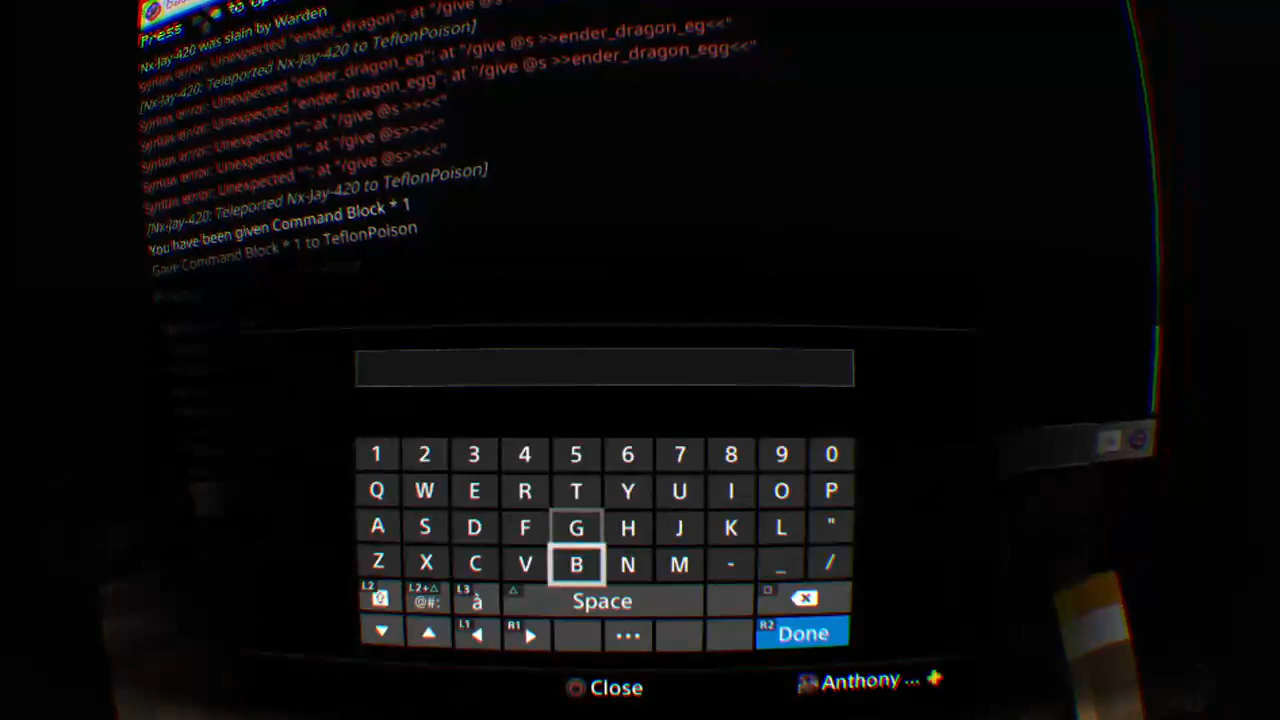 Press to
Nx-Jay-420 was slain by Warden
Syntax error: Unexpected "ender_dragon": at "/give @s
[Nx-Jay-420: Teleported Nx-Jay-420 to TeflonPoison]
Syntax error: Unexpected "ender_dragon_eg": at "/give @s >>ender_dragon_eg<<"
Syntax error: Unexpected "ender_dragon_egg": at "/give @s >>ender_dragon_egg<<"
Syntax error: Unexpected "": at "/give @s >><<"
Syntax error: Unexpected "": at "/give @s>><<"
Syntax error: Unexpected "": at "/give @s>><<"
[Nx-Jay-420: Teleported Nx-Jay-420 to TeflonPoison]
You have been given Command Block * 1
Gave Command Block * 1 to TeflonPoison
1 2 3 4 5 6 7 8 9 0
Q W E R T Y U I O P
A S D F G H J K L "
Z X C V B N M - _ /
L2 L2+△ @#: L3 à △ Space □
L1 R1 ... R2 Done
Close Anthony ...